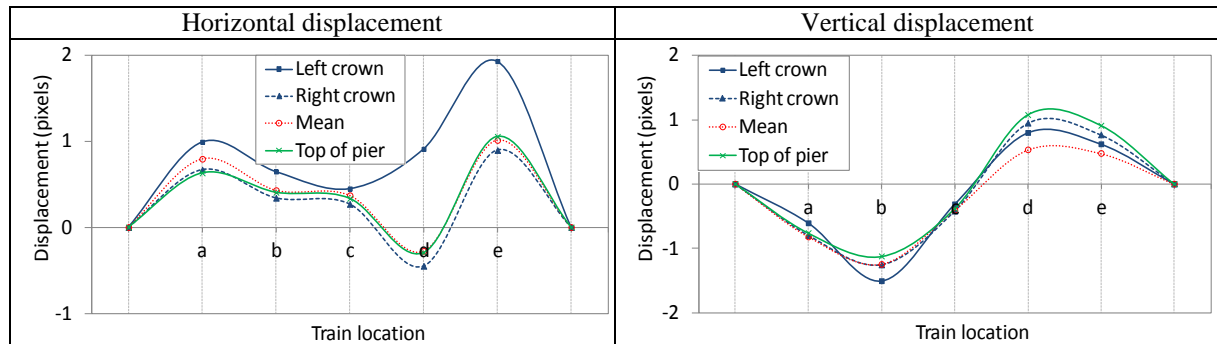 Horizontal displacement
Displacement (pixels)
2
1
0
-1
Left crown
Right crown
Mean
Top of pier
a
b
c
d
e
Train location
Vertical displacement
Displacement (pixels)
2
1
0
-1
-2
Left crown
Right crown
Mean
Top of pier
a
b
c
d
e
Train location